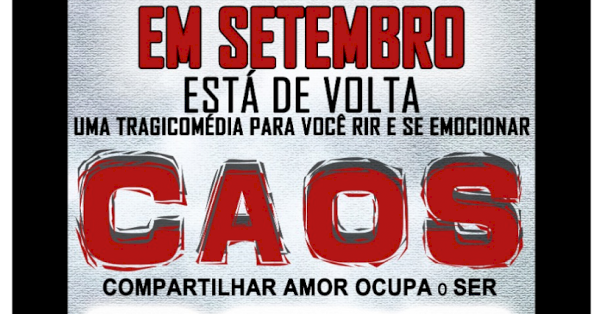 EM SETEMBRO
ESTÁ DE VOLTA
UMA TRAGICOMÉDIA PARA VOCÊ RIR E SE EMOCIONAR
CAOS
COMPARTILHAR AMOR OCUPA O SER